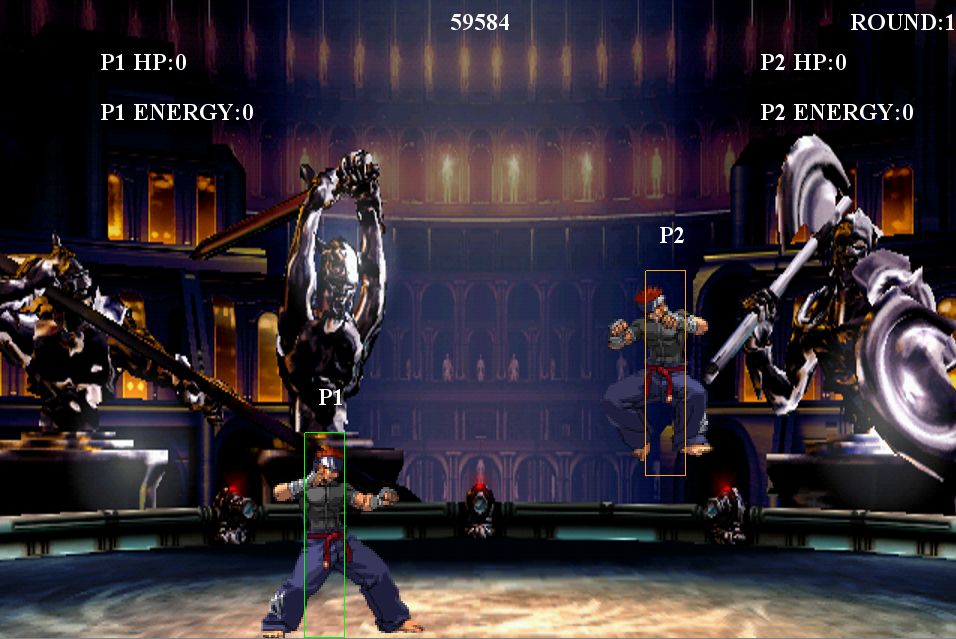 59584
ROUND:1
P1 HP:0
P2 HP:0
P1 ENERGY:0
P2 ENERGY:0
P2
P1